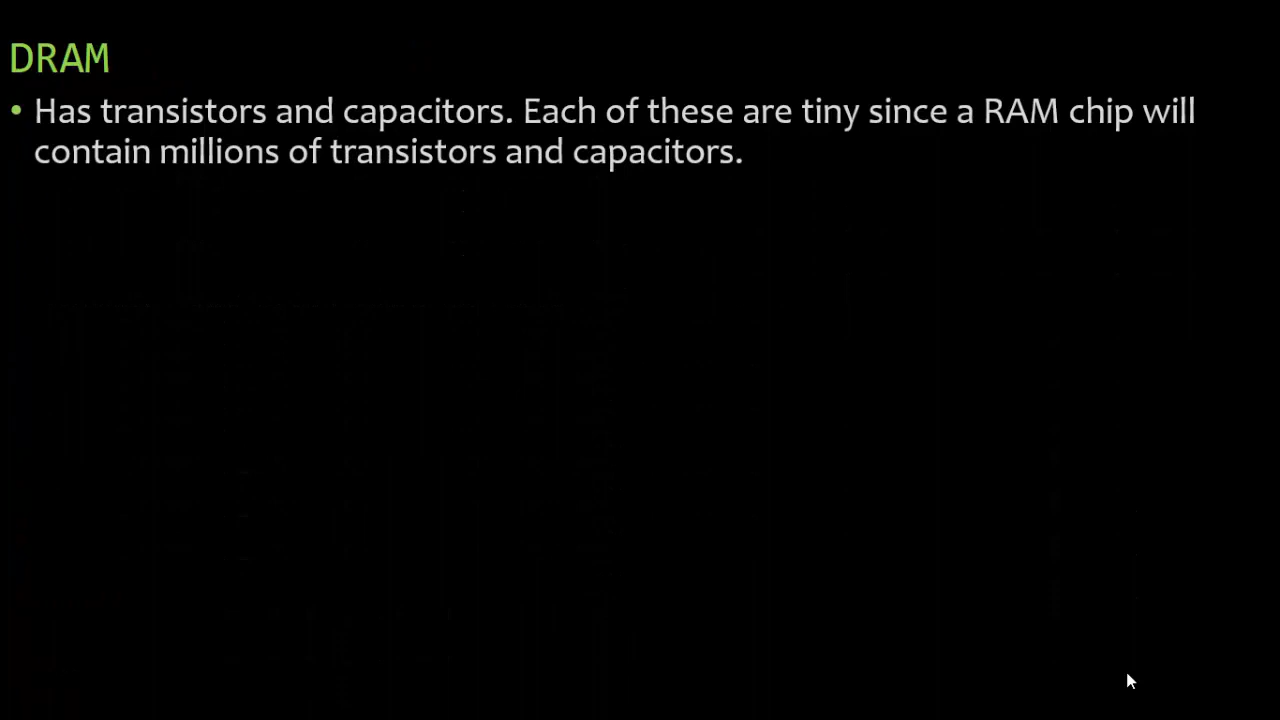 DRAM
• Has transistors and capacitors. Each of these are tiny since a RAM chip will
contain millions of transistors and capacitors.